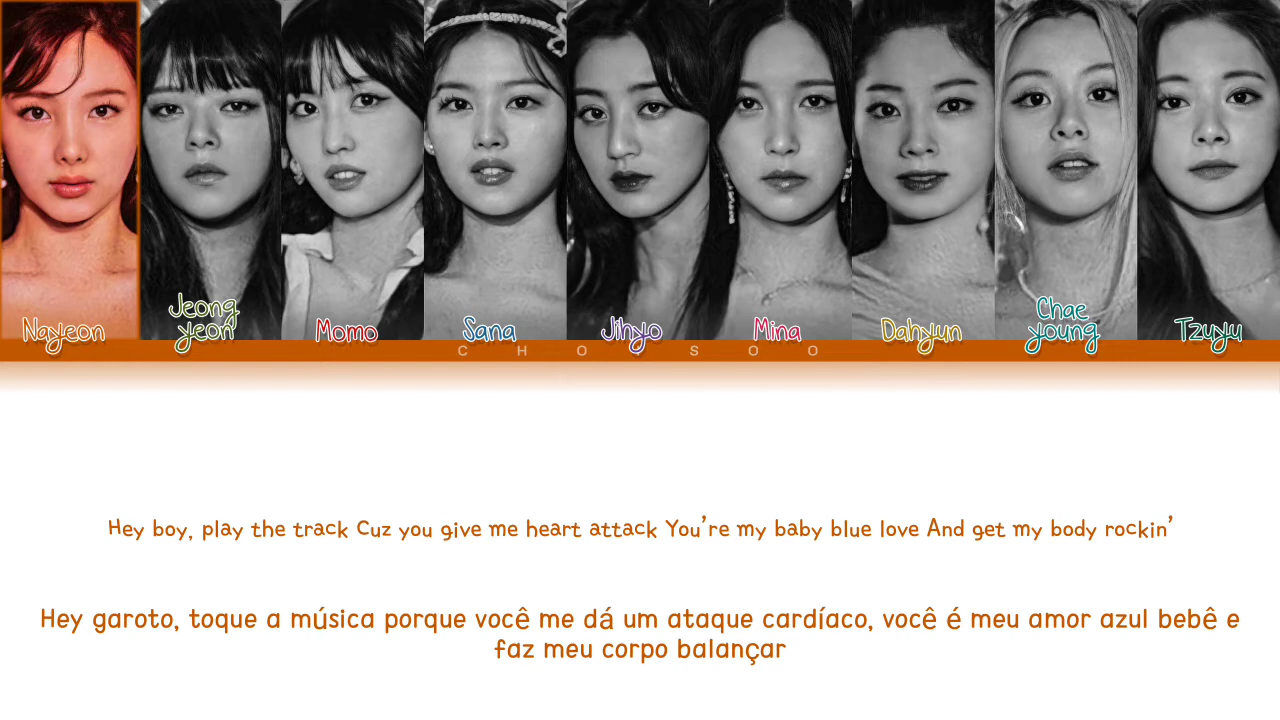 Nayeon
Jeong
yeon
Momo
Sana
Jihyo
Mina
Dahyun
Chae
young
Tzuyu
CHOISOO
Hey boy, play the track Cuz you give me heart attack You're my baby blue love And get my body rockin'
Hey garoto, toque a música porque você me dá um ataque cardíaco, você é meu amor azul bebê e
faz meu corpo balançar